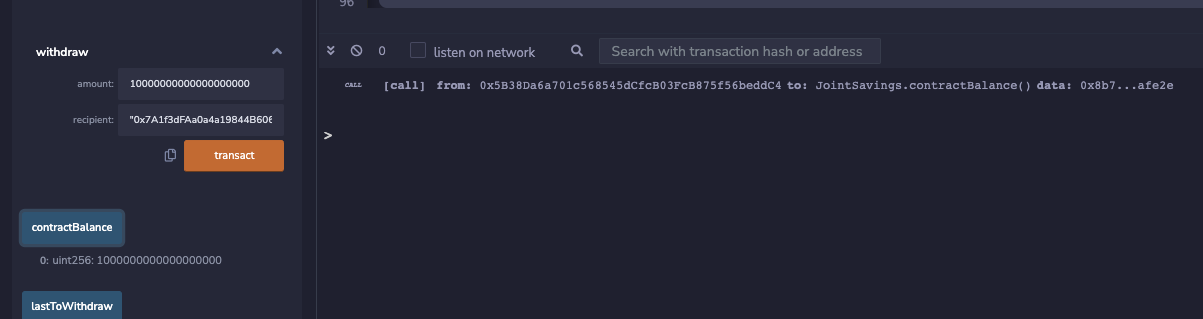 96
withdraw
amount:
10000000000000000000
recipient:
"0x7A1f3dFAa0a4a19844B606
transact
contractBalance
0: uint256: 1000000000000000000
lastToWithdraw
0
listen on network
Search with transaction hash or address
CALL
[call] from: 0x5B38Da6a701c568545dCfcB03FcB875f56beddC4 to: JointSavings.contractBalance() data: 0x8b7...afe2e
>